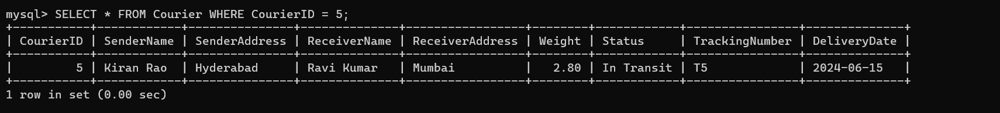 mysql> SELECT * FROM Courier WHERE CourierID = 5;
+-----------+------------+---------------+--------------+-----------------+--------+------------+----------------+--------------+
| CourierID | SenderName | SenderAddress | ReceiverName | ReceiverAddress | Weight | Status     | TrackingNumber | DeliveryDate |
+-----------+------------+---------------+--------------+-----------------+--------+------------+----------------+--------------+
|         5 | Kiran Rao  | Hyderabad     | Ravi Kumar   | Mumbai          |   2.80 | In Transit | T5             | 2024-06-15   |
+-----------+------------+---------------+--------------+-----------------+--------+------------+----------------+--------------+
1 row in set (0.00 sec)